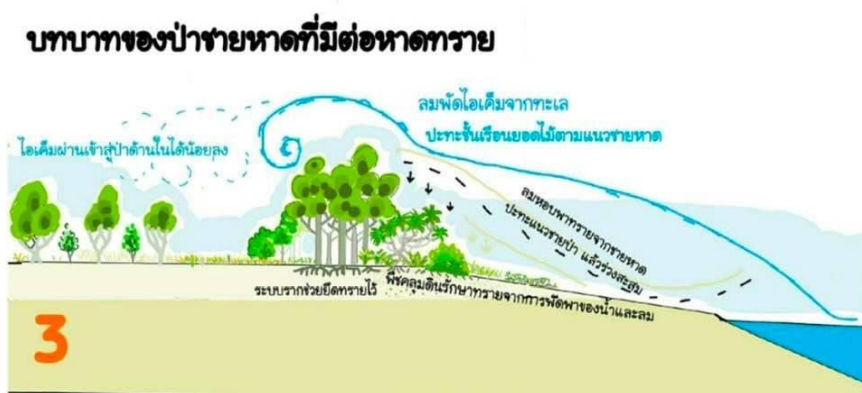 บทบาทของป่าชายหาดที่มีต่อหาดทราย
ลมพัดไอเค็มจากทะเล
ปะทะชั้นเรือนยอดไม้ตามแนวชายหาด
ไอเค็มผ่านเข้าสู่ป่าด้านในได้น้อยลง
ลมหอบพาทรายจากชายหาด
ปะทะแนวชายป่า แล้วร่วงสะสม
ระบบรากช่วยยึดทรายไว้
พืชคลุมดินรักษาทรายจากการพัดพาของน้ำและลม
3